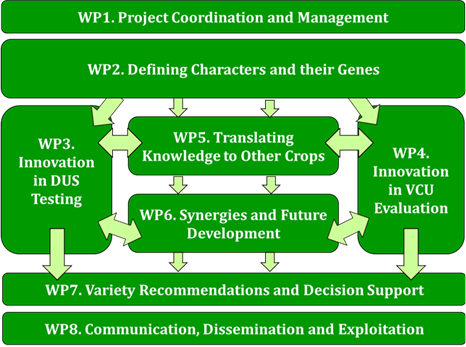 WP1. Project Coordination and Management
WP2. Defining Characters and their Genes
WP3.
Innovation
in DUS
Testing
WP5. Translating
Knowledge to Other Crops
WP4.
Innovation
in VCU
Evaluation
WP6. Synergies and Future
Development
WP7. Variety Recommendations and Decision Support
WP8. Communication, Dissemination and Exploitation